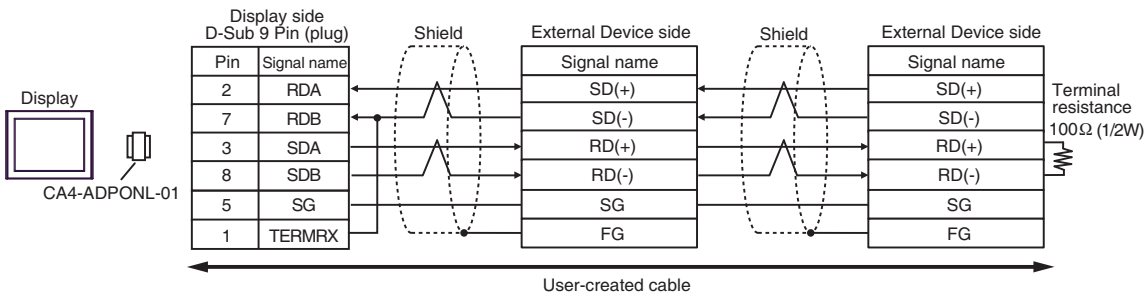 Display side
D-Sub 9 Pin (plug)
Shield
External Device side
Shield
External Device side
Pin Signal name
Signal name
Signal name
2 RDA
SD(+)
SD(+)
Display
Terminal
resistance
100Ω (1/2W)
7 RDB
SD(-)
SD(-)
3 SDA
RD(+)
RD(+)
8 SDB
RD(-)
RD(-)
CA4-ADPONL-01
5 SG
SG
SG
1 TERMRX
FG
FG
User-created cable